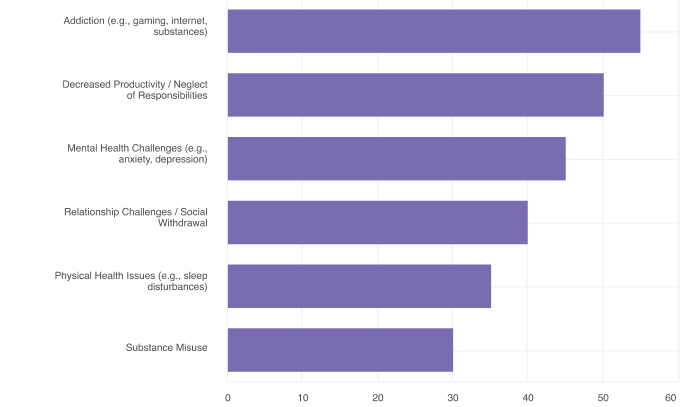 Addiction (e.g., gaming, internet,
substances)
Decreased Productivity / Neglect
of Responsibilities
Mental Health Challenges (e.g.,
anxiety, depression)
Relationship Challenges / Social
Withdrawal
Physical Health Issues (e.g., sleep
disturbances)
Substance Misuse
0 10 20 30 40 50 60